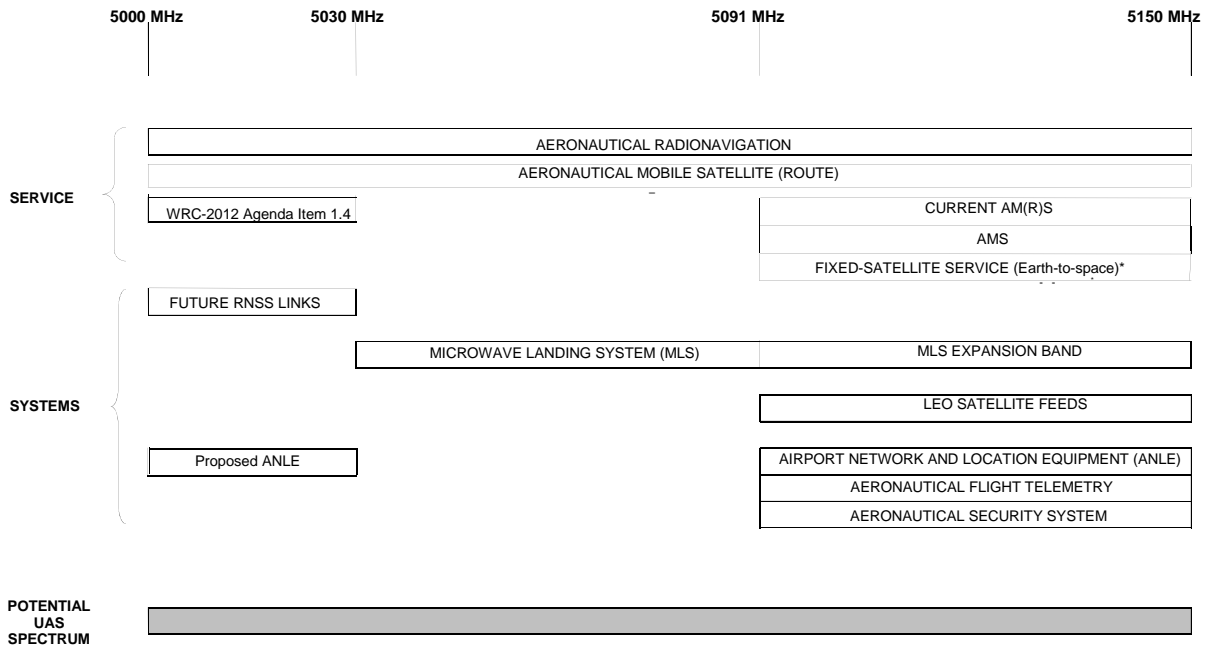 5000 MHz 5030 MHz 5091 MHz 5150 MHz
AERONAUTICAL RADIONAVIGATION
AERONAUTICAL MOBILE SATELLITE (ROUTE)
SERVICE
WRC-2012 Agenda Item 1.4
CURRENT AM(R)S
AMS
FIXED-SATELLITE SERVICE (Earth-to-space)*
FUTURE RNSS LINKS
MICROWAVE LANDING SYSTEM (MLS)
MLS EXPANSION BAND
SYSTEMS
LEO SATELLITE FEEDS
Proposed ANLE
AIRPORT NETWORK AND LOCATION EQUIPMENT (ANLE)
AERONAUTICAL FLIGHT TELEMETRY
AERONAUTICAL SECURITY SYSTEM
POTENTIAL
UAS
SPECTRUM